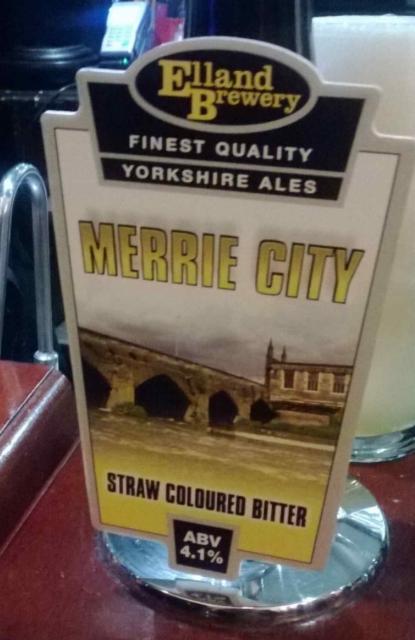 Elland
Brewery
FINEST QUALITY
YORKSHIRE ALES
MERRIE CITY
STRAW COLOURED BITTER
ABV
4.1%